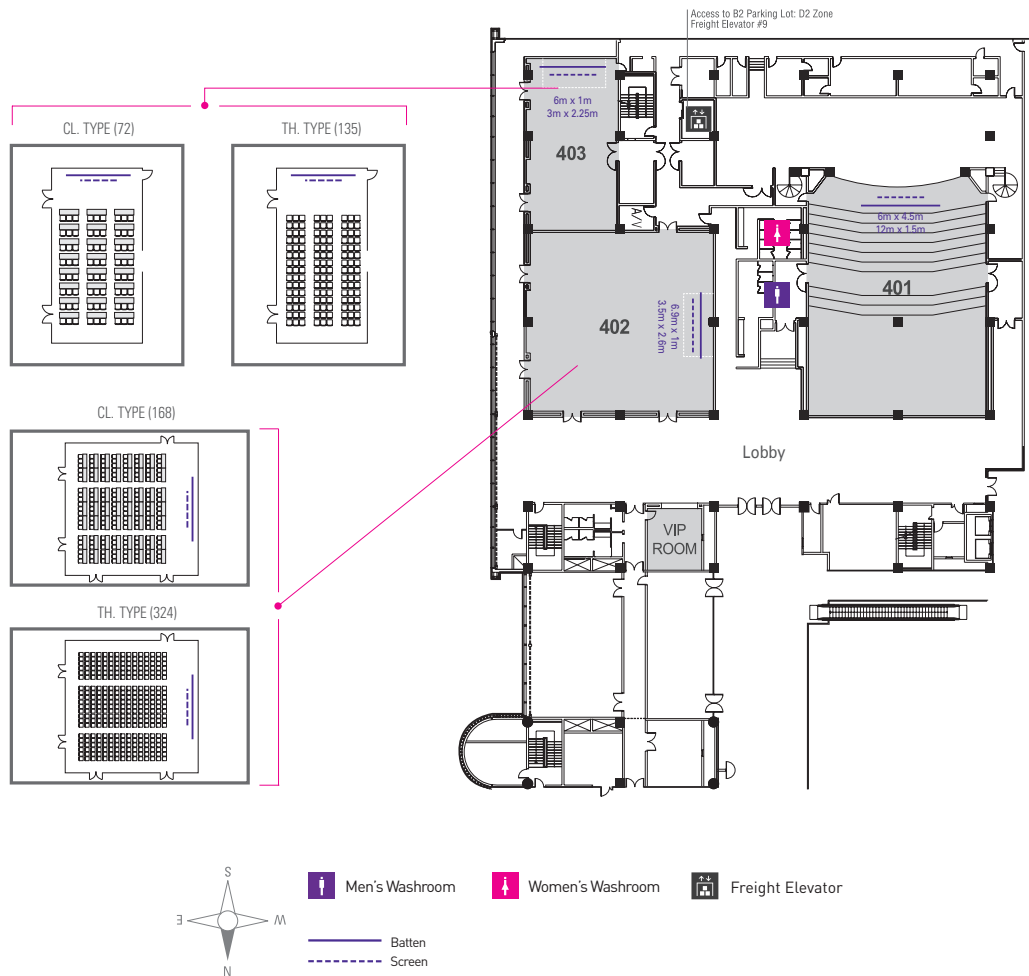 Access to B2 Parking Lot: D2 Zone
Freight Elevator #9
CL. TYPE (72)
TH. TYPE (135)
6m x 1m
3m x 2.25m
403
A/V
6m x 4.5m
12m x 1.5m
401
402
6.9m x 1m
3.5m x 2.6m
CL. TYPE (168)
Lobby
VIP
ROOM
TH. TYPE (324)
S
E
W
N
Men's Washroom
Women's Washroom
Freight Elevator
Batten
Screen